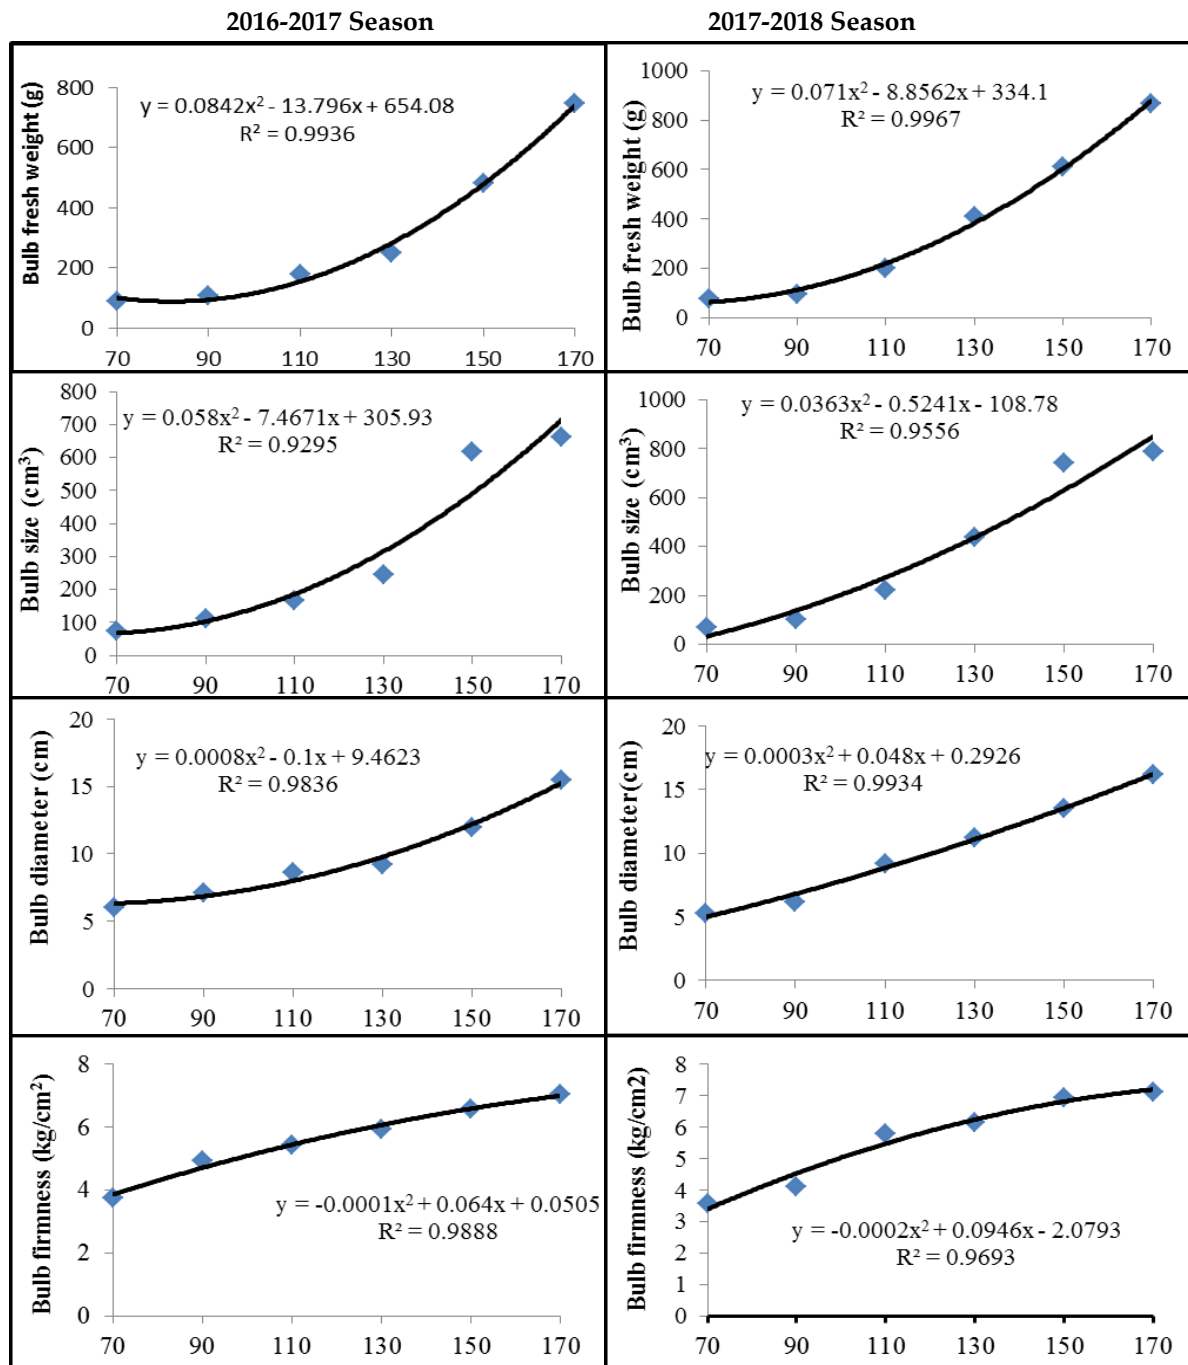 2016-2017 Season
2017-2018 Season
Bulb fresh weight (g)
800
600
400
200
0
y = 0.0842x² - 13.796x + 654.08
R² = 0.9936
70 90 110 130 150 170
Bulb fresh weight (g)
1000
800
600
400
200
0
y = 0.071x² - 8.8562x + 334.1
R² = 0.9967
70 90 110 130 150 170
Bulb size (cm³)
800
700
600
500
400
300
200
100
0
y = 0.058x² - 7.4671x + 305.93
R² = 0.9295
70 90 110 130 150 170
Bulb size (cm³)
1000
800
600
400
200
0
y = 0.0363x² - 0.5241x - 108.78
R² = 0.9556
70 90 110 130 150 170
Bulb diameter (cm)
20
15
10
5
0
y = 0.0008x² - 0.1x + 9.4623
R² = 0.9836
70 90 110 130 150 170
Bulb diameter(cm)
20
15
10
5
0
y = 0.0003x² + 0.048x + 0.2926
R² = 0.9934
70 90 110 130 150 170
Bulb firmness (kg/cm²)
8
6
4
2
0
y = -0.0001x² + 0.064x + 0.0505
R² = 0.9888
70 90 110 130 150 170
Bulb firmness (kg/cm2)
8
7
6
5
4
3
2
1
0
y = -0.0002x² + 0.0946x - 2.0793
R² = 0.9693
70 90 110 130 150 170